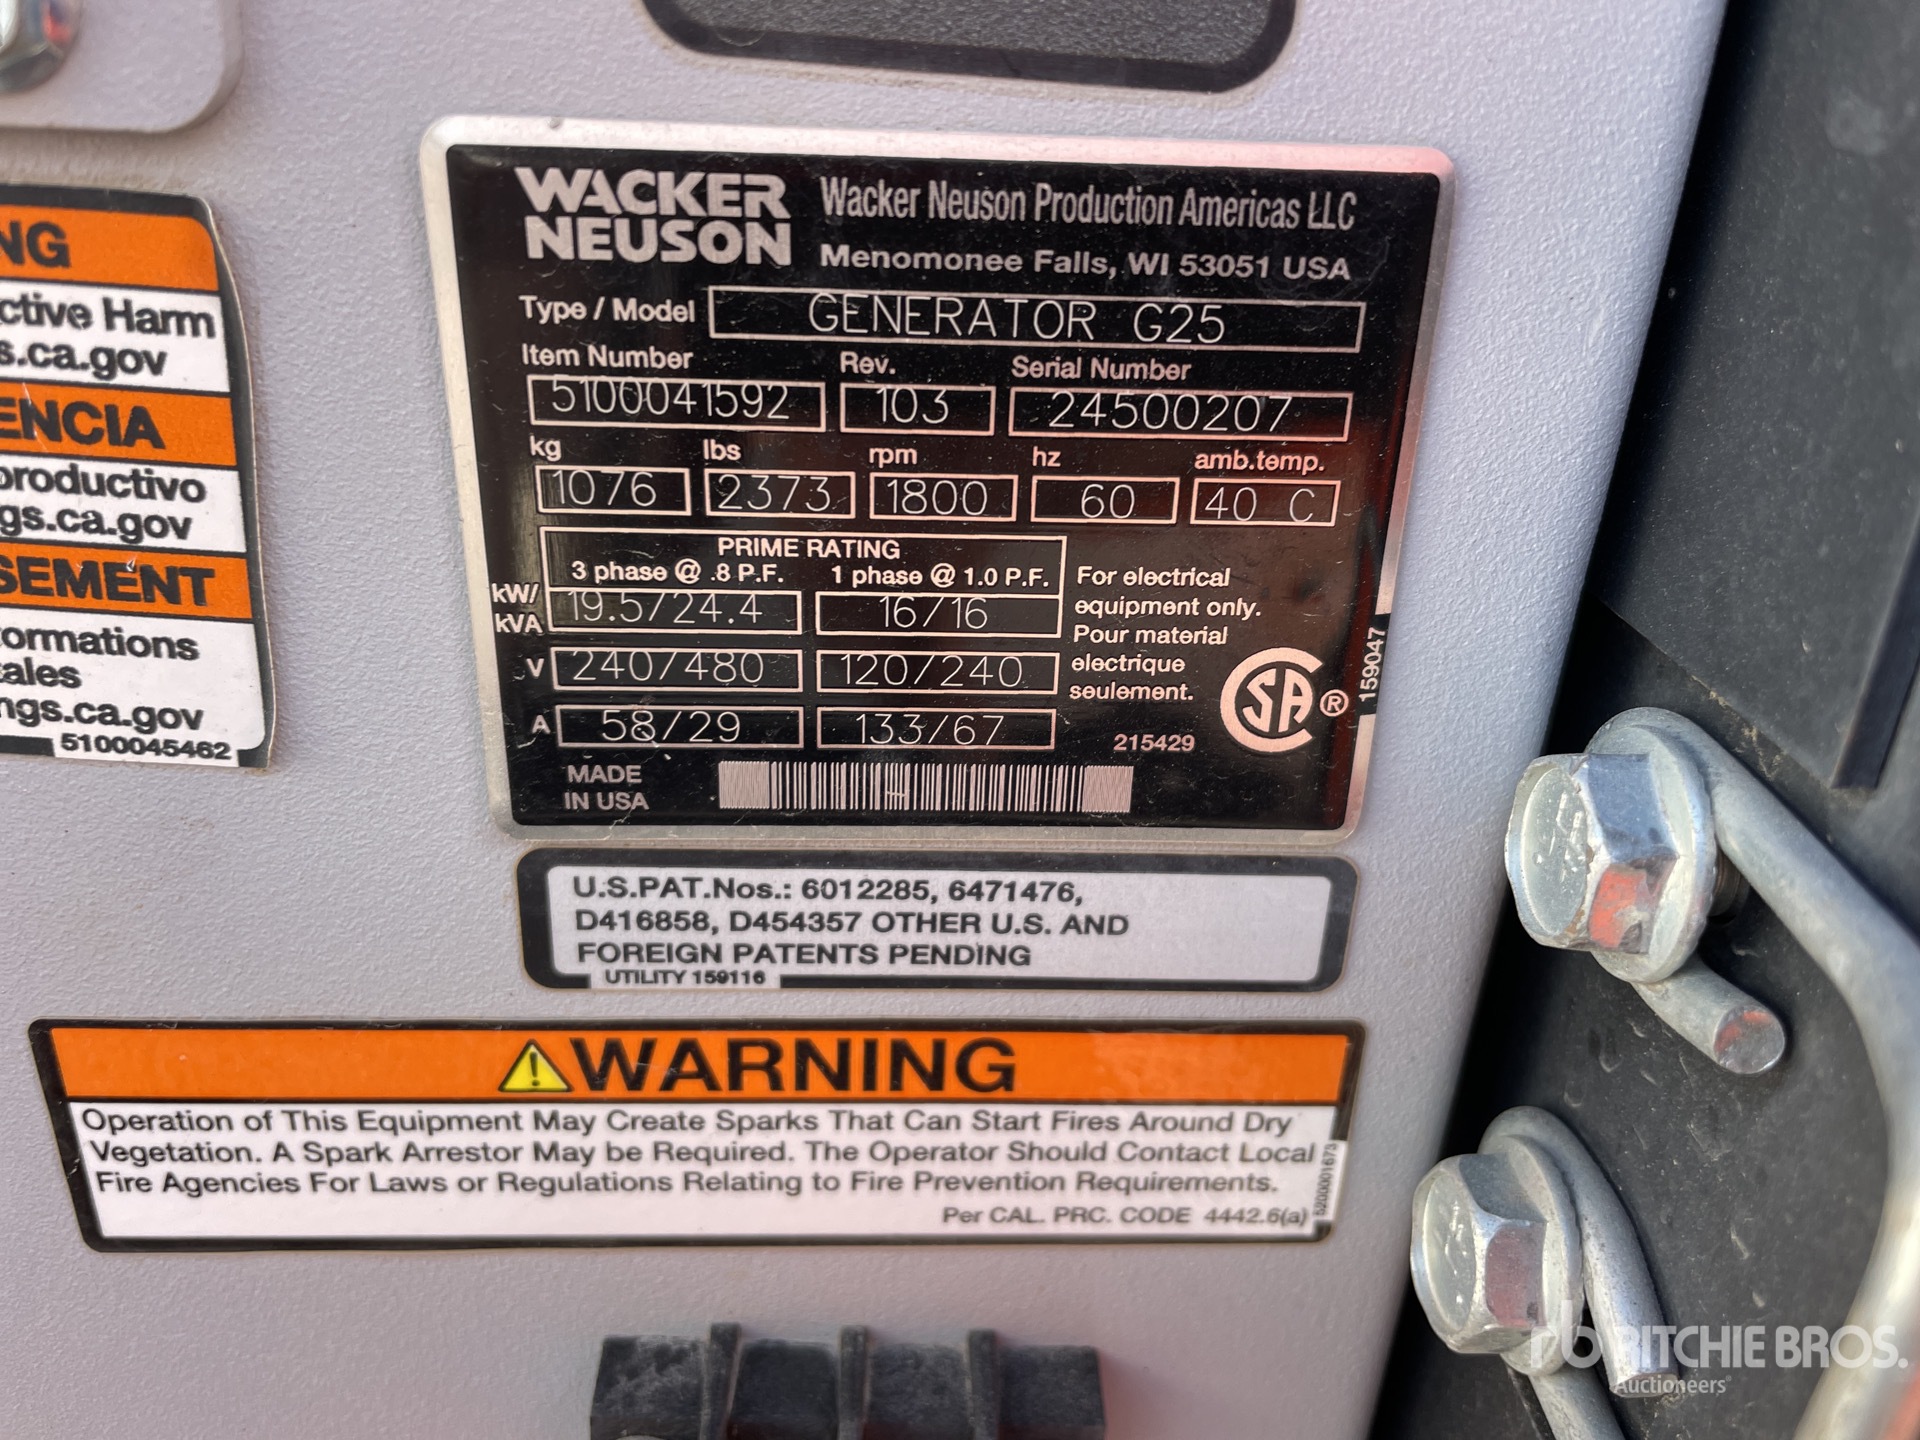 NG
ctive Harm
s.ca.gov
ENCIA
productivo
gs.ca.gov
SEMENT
formations
tales
ngs.ca.gov
5100045462
WACKER
NEUSON
Wacker Neuson Production Americas LLC
Menomonee Falls, WI 53051 USA
Type / Model GENERATOR G25
Item Number Rev. Serial Number
5100041592 103 24500207
kg lbs rpm hz amb.temp.
1076 2373 1800 60 40 C
PRIME RATING
3 phase @ .8 P.F. 1 phase @ 1.0 P.F.
kW/
kVA 19.5/24.4 16/16
V 240/480 120/240
A 58/29 133/67
For electrical
equipment only.
Pour material
electrique
seulement.
SA ®
159047
215429
MADE
IN USA
U.S.PAT.Nos.: 6012285, 6471476,
D416858, D454357 OTHER U.S. AND
FOREIGN PATENTS PENDING
UTILITY 159116
WARNING
Operation of This Equipment May Create Sparks That Can Start Fires Around Dry
Vegetation. A Spark Arrestor May be Required. The Operator Should Contact Local
Fire Agencies For Laws or Regulations Relating to Fire Prevention Requirements.
Per CAL. PRC. CODE 4442.6(a)
5200001673
rb RITCHIE BROS.
Auctioneers